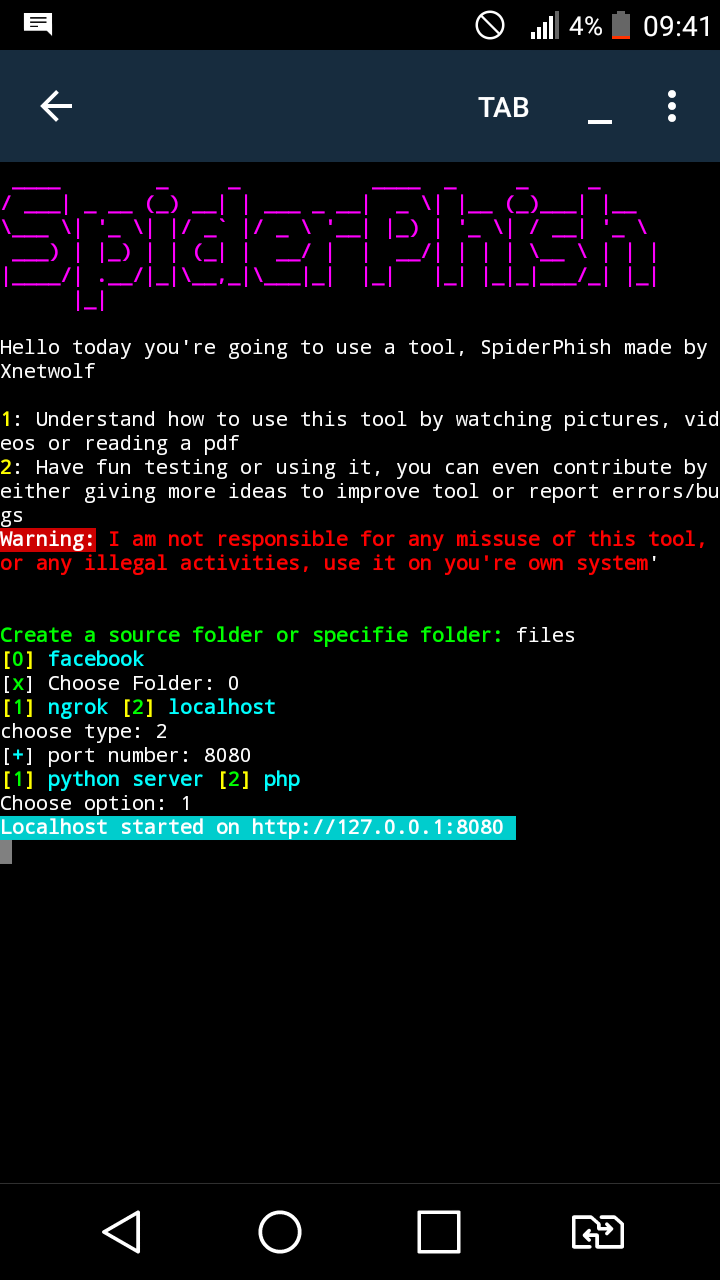 4% 09:41
TAB
SpiderPhish
Hello today you're going to use a tool, SpiderPhish made by
Xnetwolf
1: Understand how to use this tool by watching pictures, vid
eos or reading a pdf
2: Have fun testing or using it, you can even contribute by
either giving more ideas to improve tool or report errors/bu
gs
Warning: I am not responsible for any missuse of this tool,
or any illegal activities, use it on you're own system'
Create a source folder or specifie folder: files
[0] facebook
[x] Choose Folder: 0
[1] ngrok [2] localhost
choose type: 2
[+] port number: 8080
[1] python server [2] php
Choose option: 1
Localhost started on http://127.0.0.1:8080